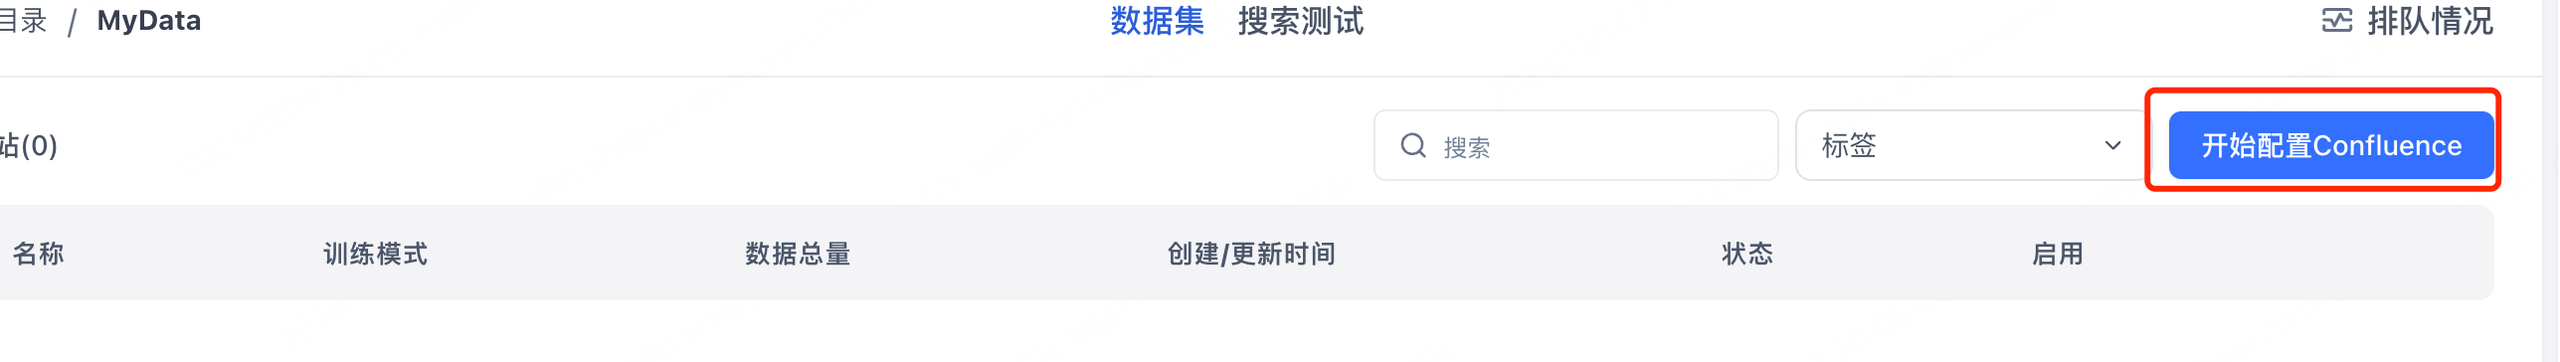 目录 / MyData
数据集 搜索测试
排队情况
站(0)
搜索
标签
开始配置Confluence
名称 训练模式 数据总量 创建/更新时间 状态 启用